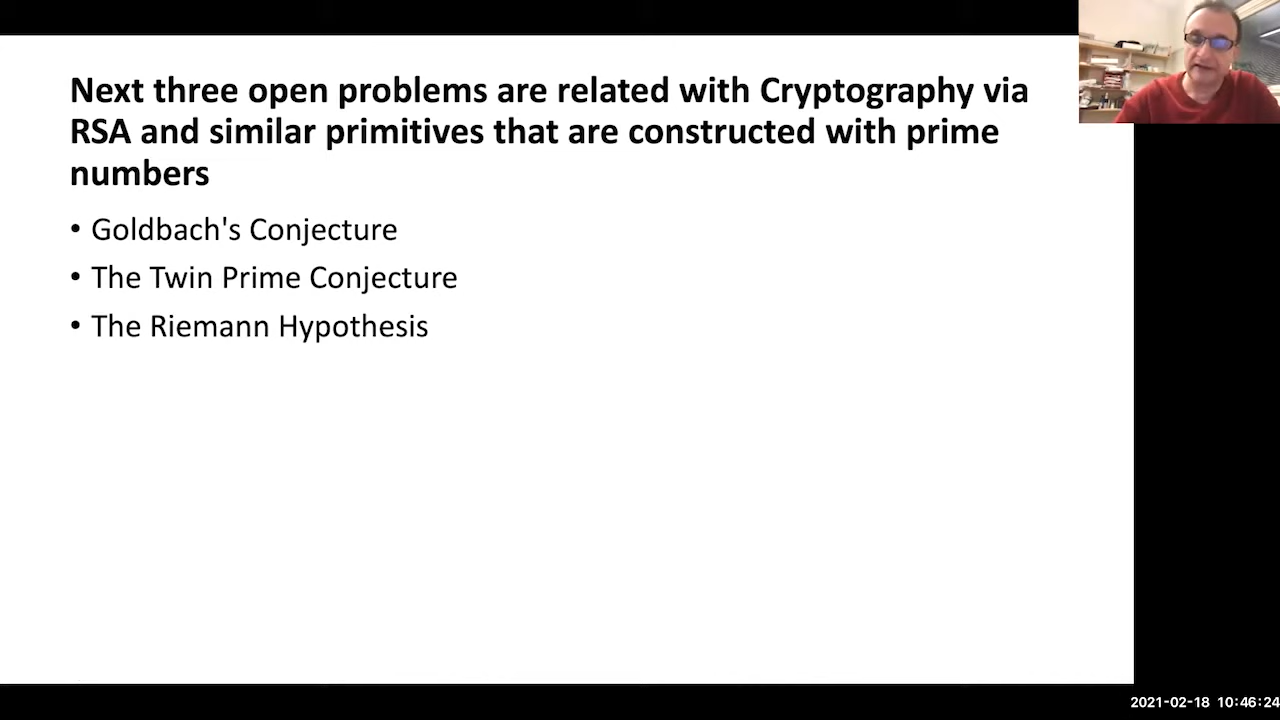 Next three open problems are related with Cryptography via
RSA and similar primitives that are constructed with prime
numbers
• Goldbach's Conjecture
• The Twin Prime Conjecture
• The Riemann Hypothesis
2021-02-18 10:46:24